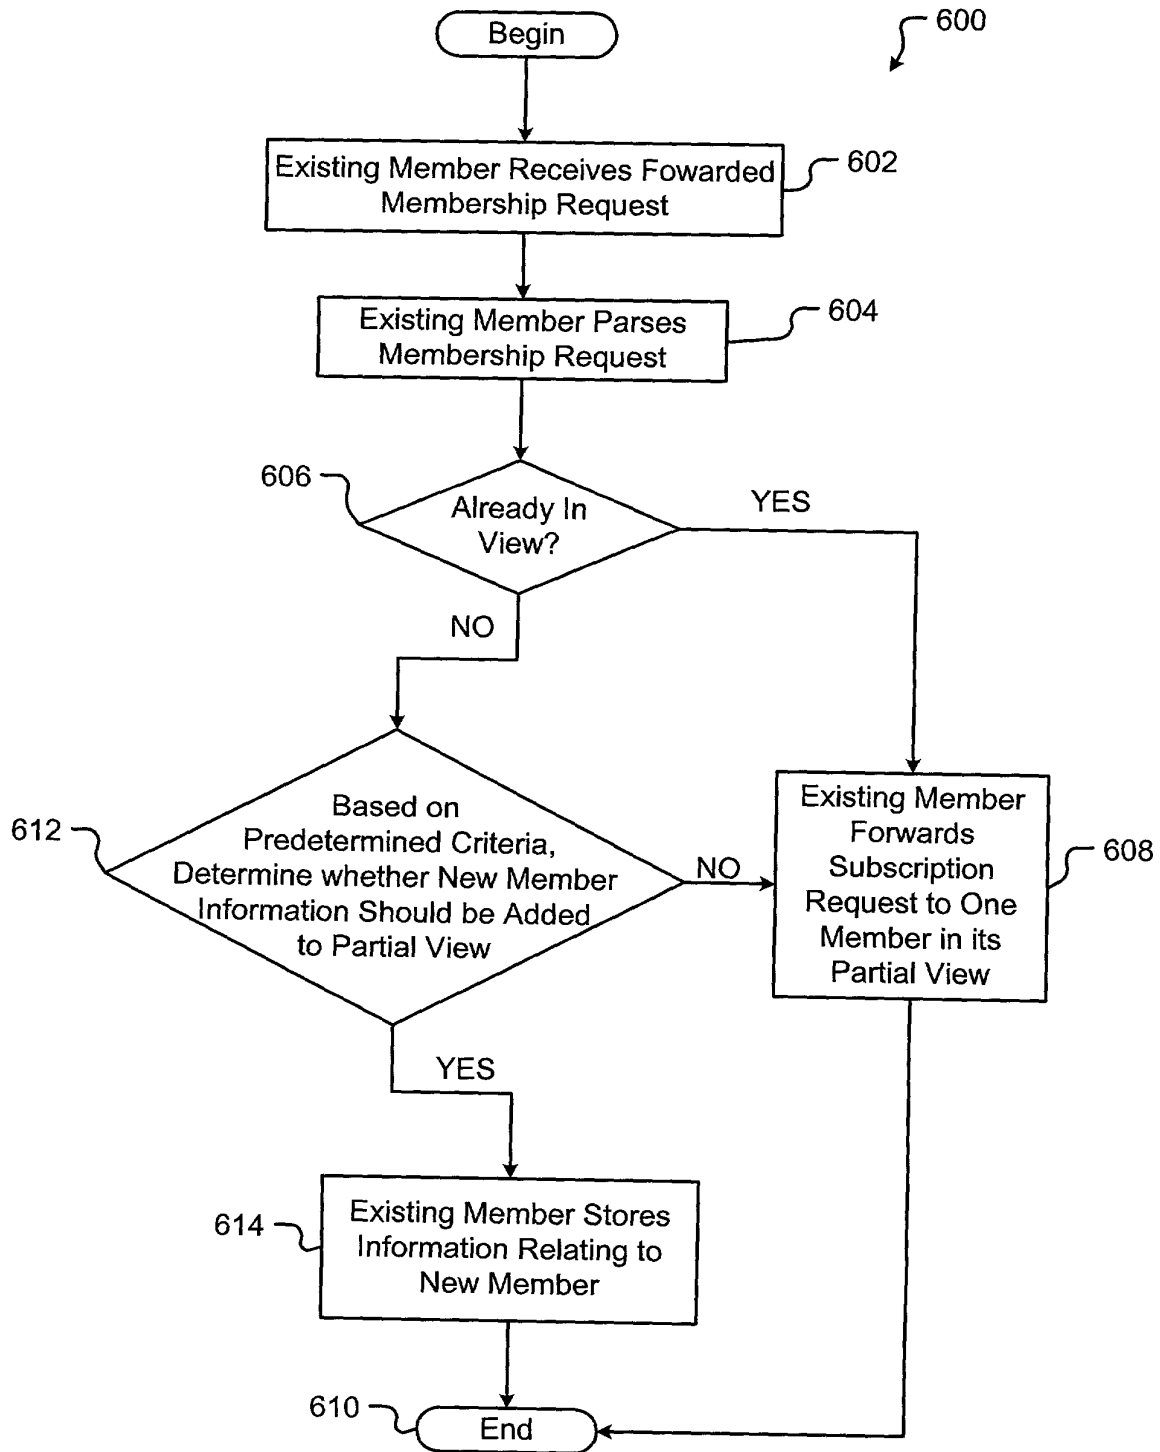 Begin
600
Existing Member Receives Fowarded
Membership Request
602
Existing Member Parses
Membership Request
604
606
Already In
View?
YES
NO
612
Based on
Predetermined Criteria,
Determine whether New Member
Information Should be Added
to Partial View
NO
Existing Member
Forwards
Subscription
Request to One
Member in its
Partial View
608
YES
614
Existing Member Stores
Information Relating to
New Member
610
End